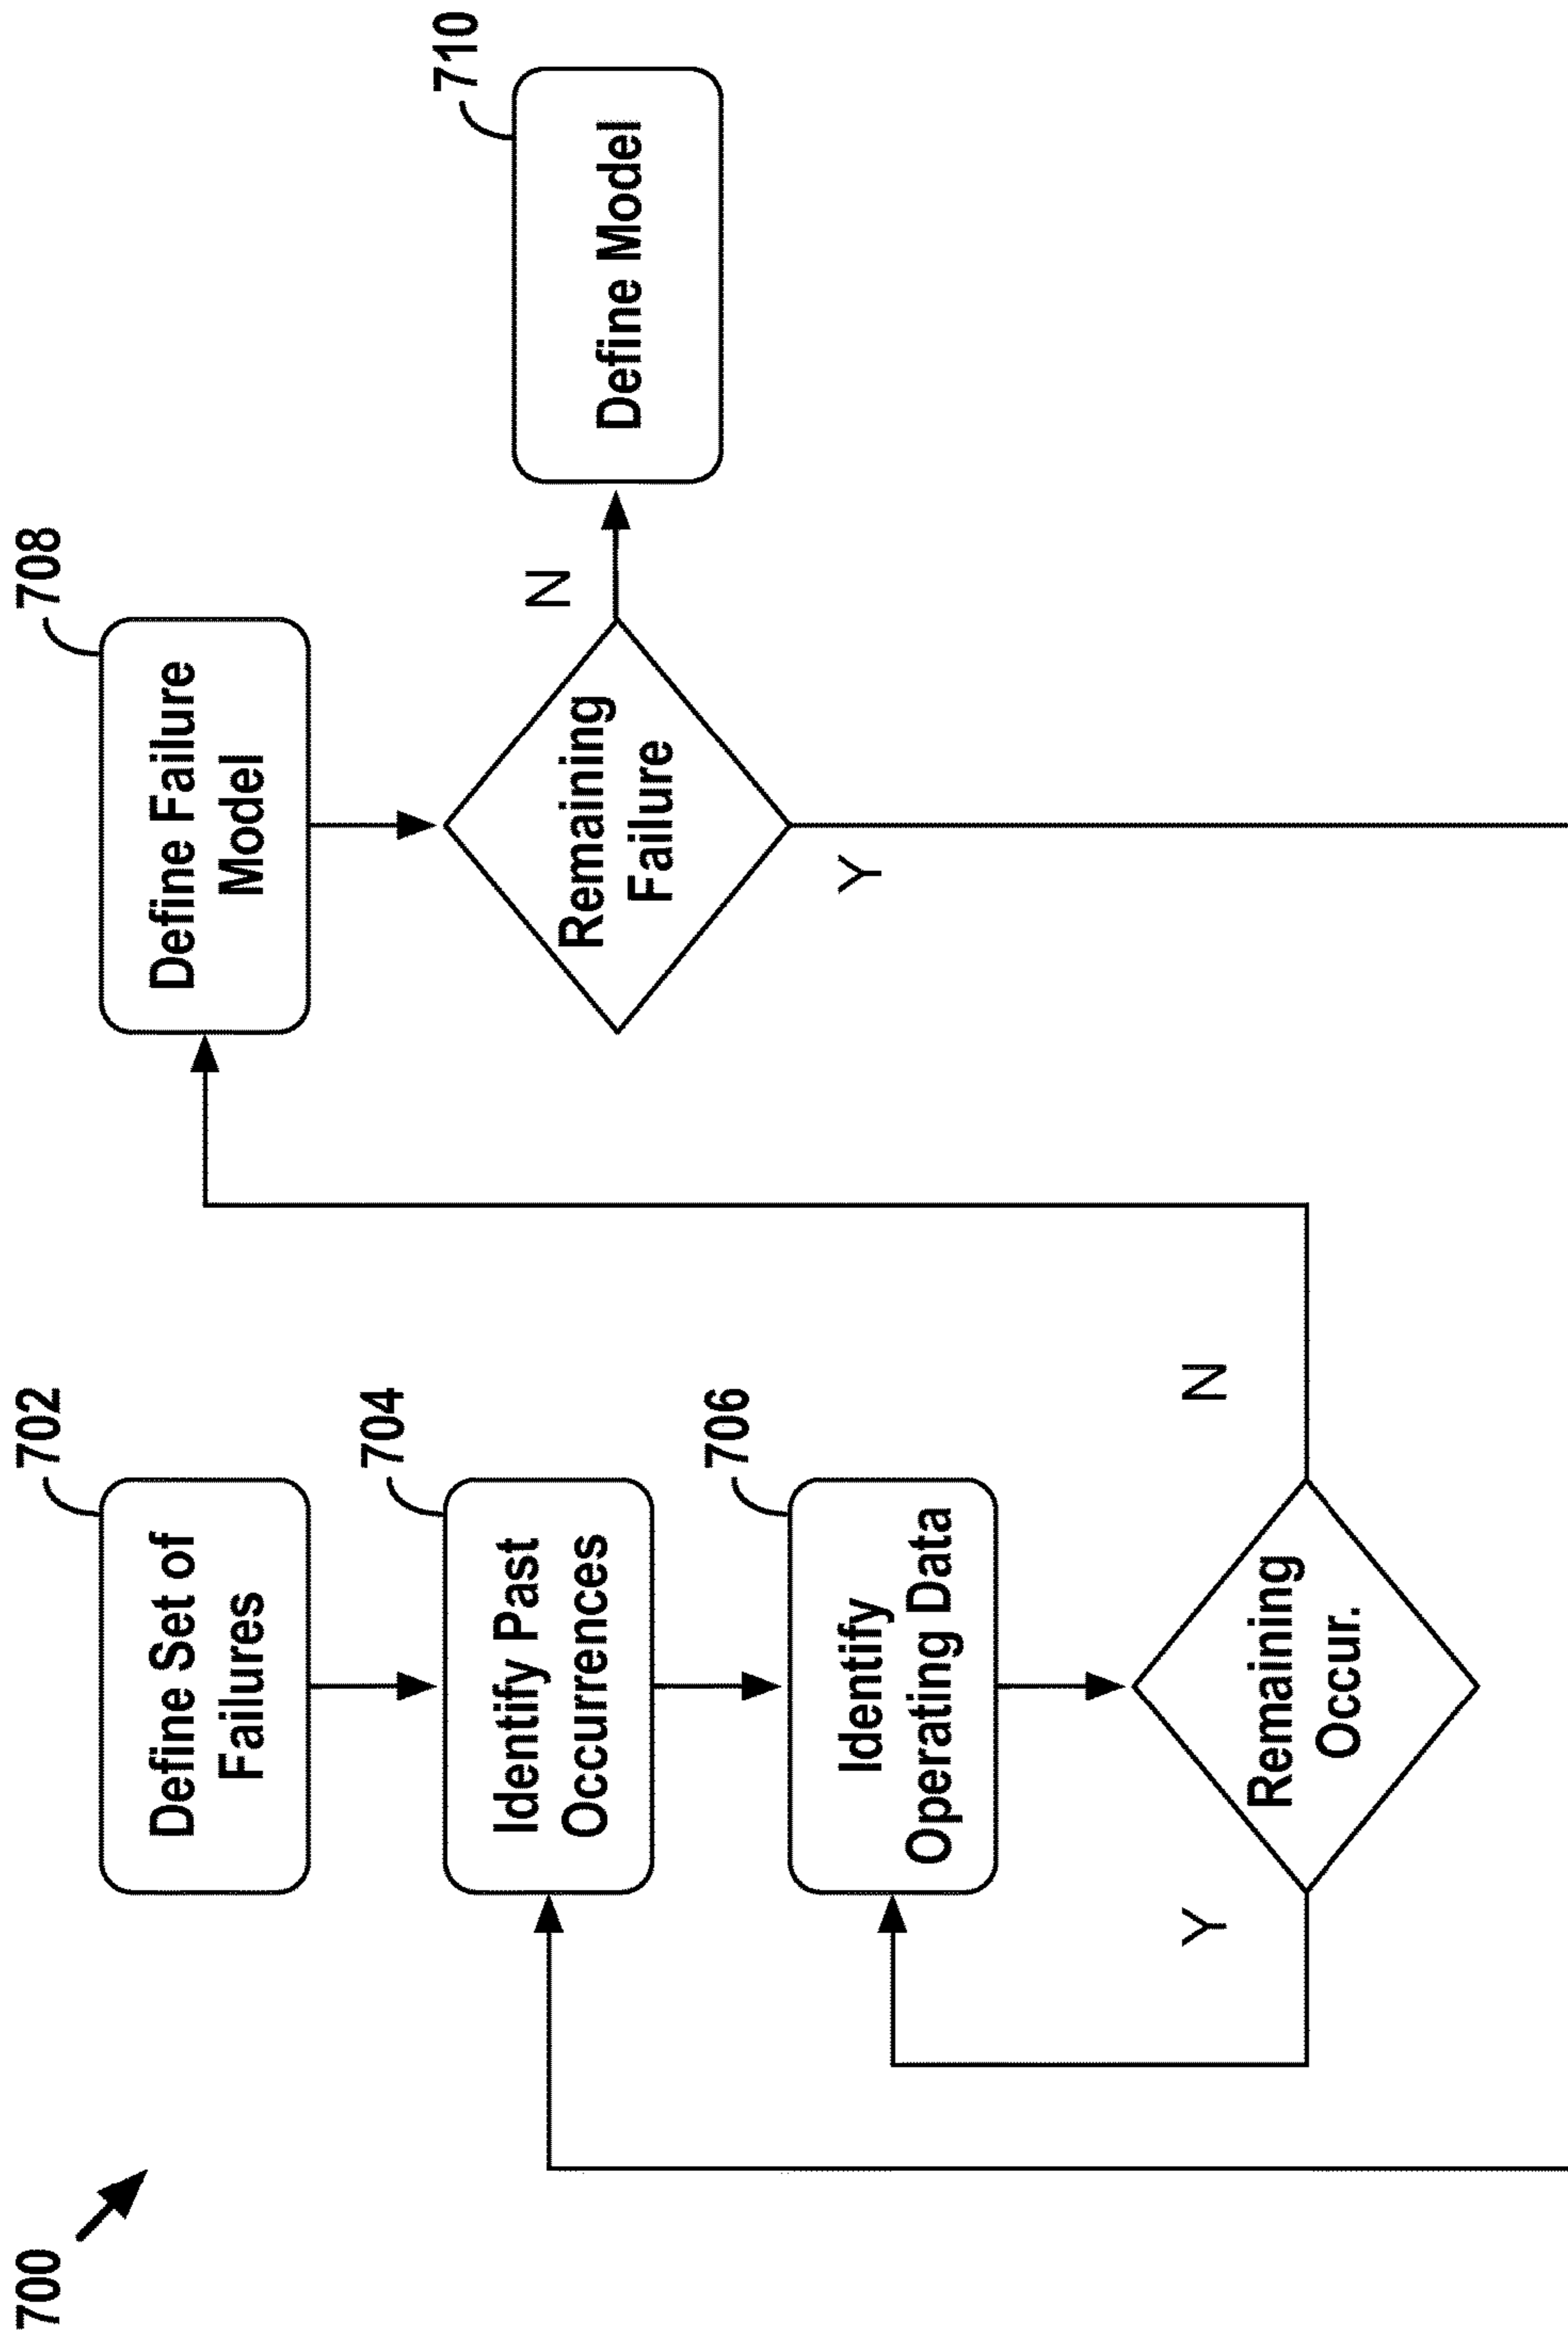 700
702
Define Set of
Failures
704
Identify Past
Occurrences
706
Identify
Operating Data
Remaining
Occur.
Y
N
708
Define Failure
Model
Remaining
Failure
N
Y
710
Define Model